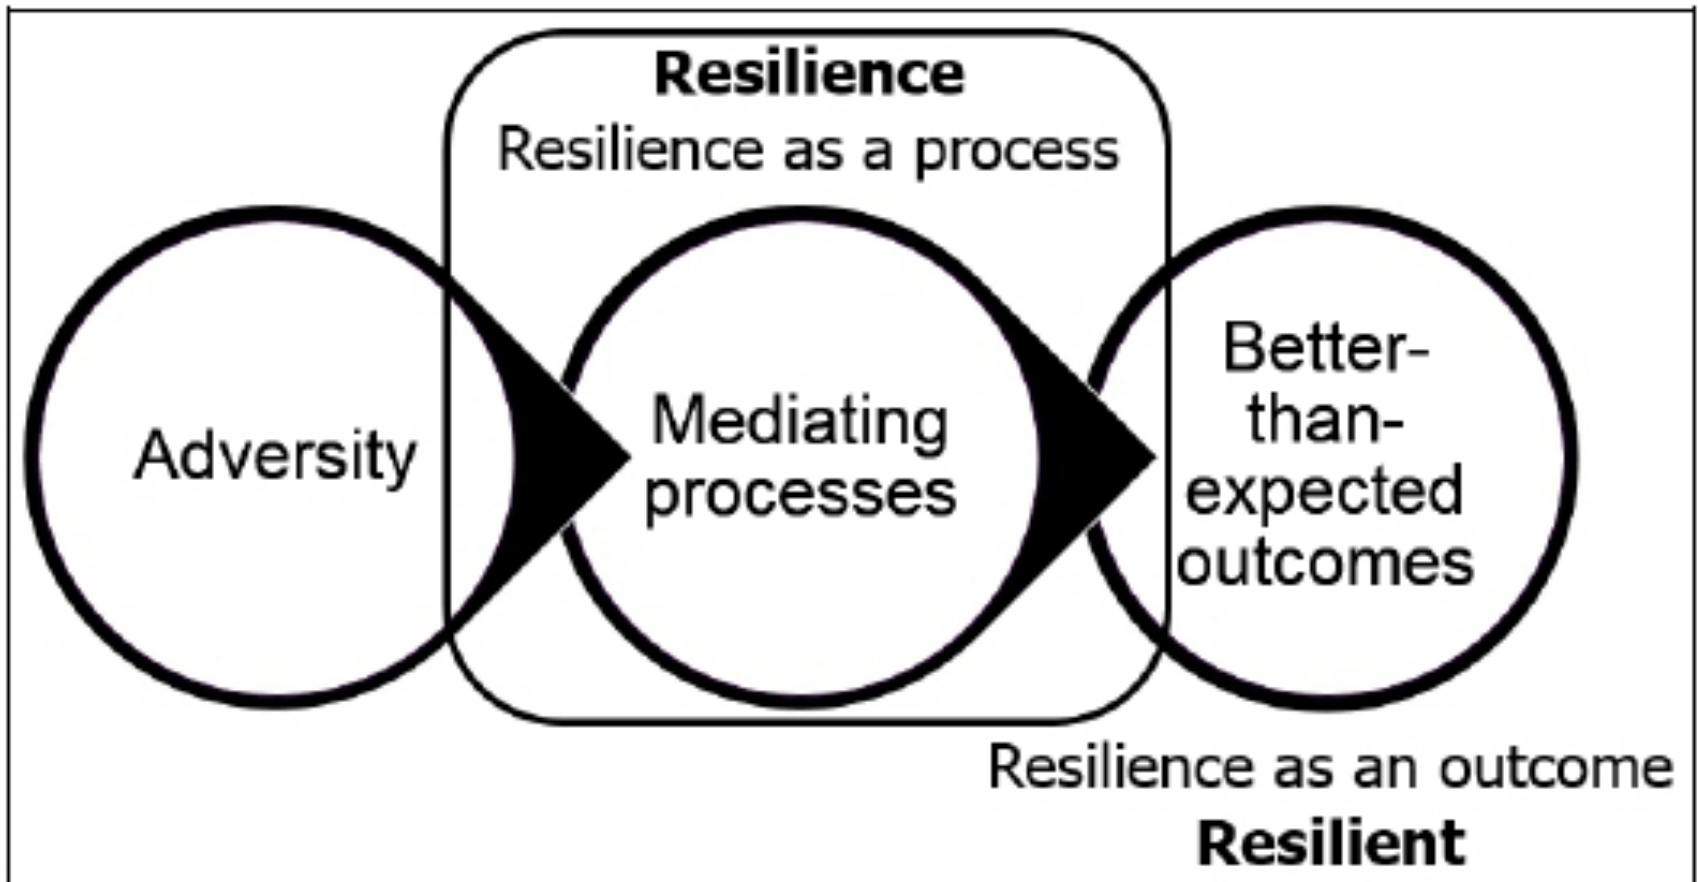 Resilience
Resilience as a process
Adversity
Mediating
processes
Better-
than-
expected
outcomes
Resilience as an outcome
Resilient